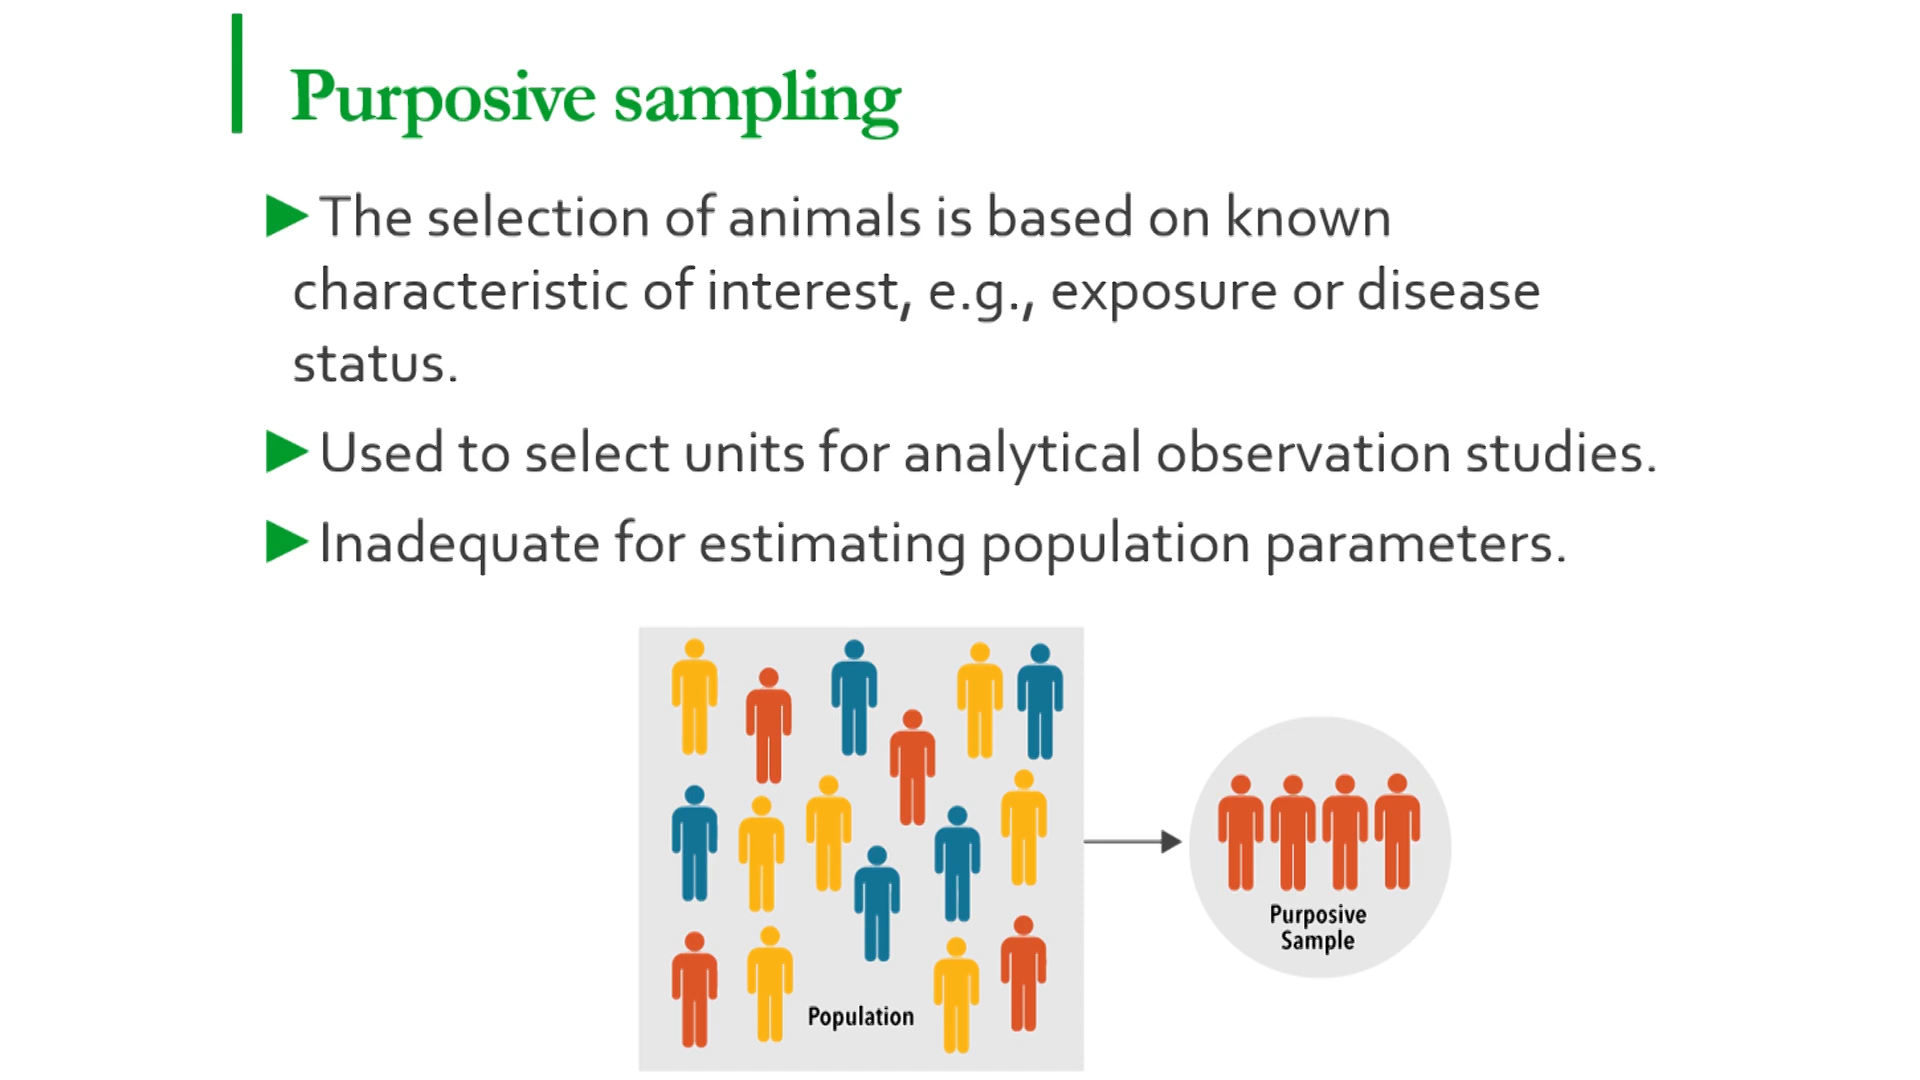 Purposive sampling
The selection of animals is based on known
characteristic of interest, e.g., exposure or disease
status.
Used to select units for analytical observation studies.
Inadequate for estimating population parameters.
Population
Purposive
Sample